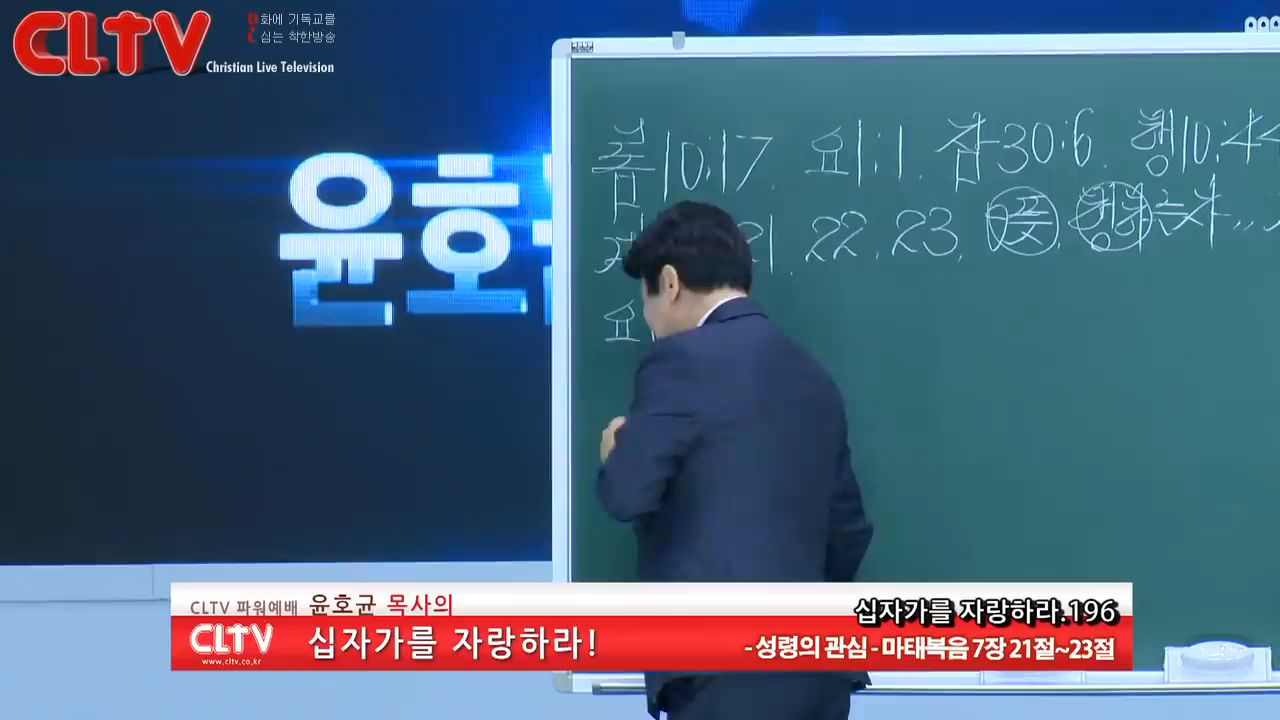 CLTV
문화에 기독교를
심는 착한방송
Christian Live Television
윤호
롬10:17. 요1:1. 잠30:6. 행10:44
21. 22. 23.
요
CLTV 파워예배 윤호균 목사의
십자가를 자랑하라.196
CLTV
www.cltv.co.kr
십자가를 자랑하라!
- 성령의 관심 - 마태복음 7장 21절~23절